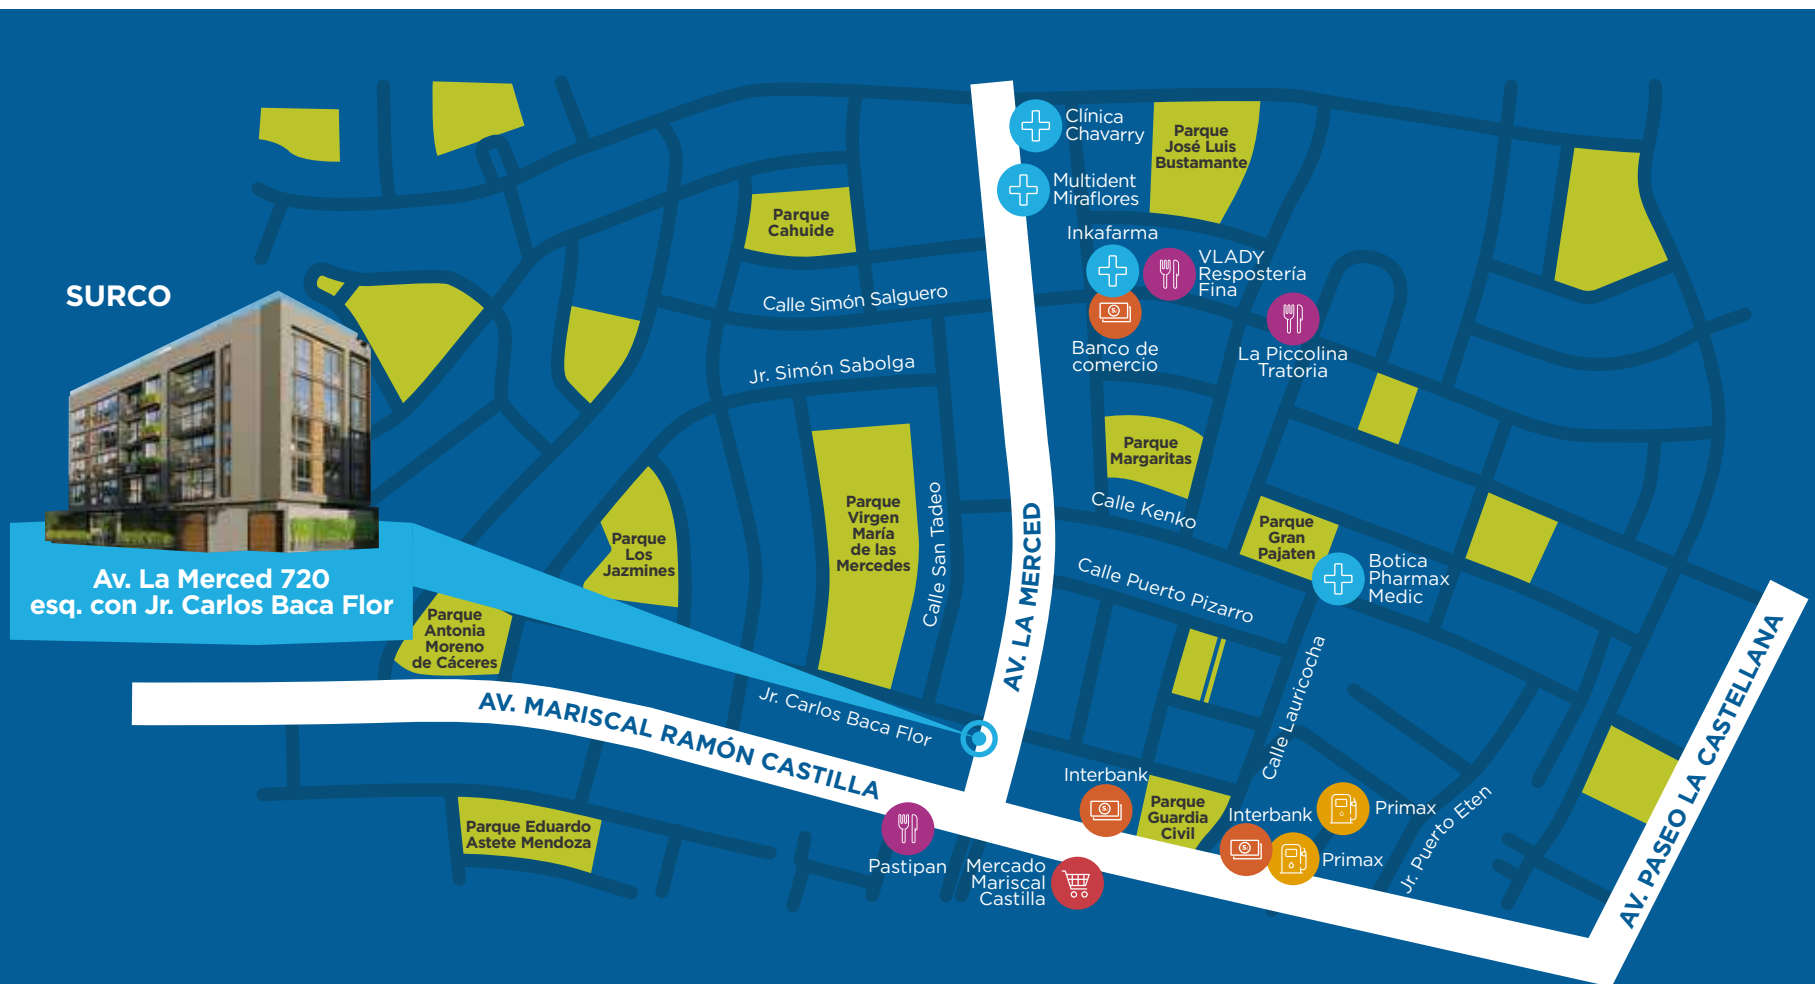 SURCO
Av. La Merced 720
esq. con Jr. Carlos Baca Flor
Clínica
Chavarry
Multident
Miraflores
Parque
José Luis
Bustamante
Parque
Cahuide
Inkafarma
VLADY
Respostería
Fina
Calle Simón Salguero
Banco de
comercio
La Piccolina
Tratoria
Jr. Simón Sabolga
Parque
Margaritas
Calle Kenko
Parque
Virgen
María
de las
Mercedes
Calle San Tadeo
Parque
Los
Jazmines
AV. LA MERCED
Parque
Gran
Pajaten
Botica
Pharmax
Medic
Calle Puerto Pizarro
Parque
Antonia
Moreno
de Cáceres
Calle Lauricocha
AV. PASEO LA CASTELLANA
AV. MARISCAL RAMÓN CASTILLA
Jr. Carlos Baca Flor
Interbank
Parque
Guardia
Civil
Interbank
Primax
Primax
Jr. Puerto Eten
Parque Eduardo
Astete Mendoza
Pastipan
Mercado
Mariscal
Castilla